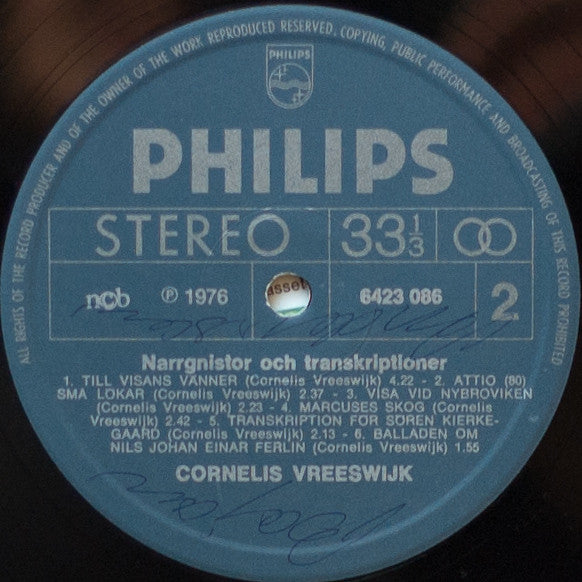 ALL RIGHTS OF THE RECORD PRODUCER AND OF THE OWNER OF THE WORK REPRODUCED RESERVED. COPYING, PUBLIC PERFORMANCE AND BROADCASTING OF THIS RECORD PROHIBITED
PHILIPS
PHILIPS
STEREO 33 1/3
ncb ℗ 1976 6423 086 2
asset
Narrgnistor och transkriptioner
1. TILL VISANS VÄNNER (Cornelis Vreeswijk) 4.22 - 2. ATTIO (80)
SMÅ LÖKAR (Cornelis Vreeswijk) 2.37 - 3. VISA VID NYBROVIKEN
(Cornelis Vreeswijk) 2.23 - 4. MARCUSES SKOG (Cornelis
Vreeswijk) 2.42 - 5. TRANSKRIPTION FÖR SÖREN KIERKE-
GAARD (Cornelis Vreeswijk) 2.13 - 6. BALLADEN OM
NILS JOHAN EINAR FERLIN (Cornelis Vreeswijk) 1.55
CORNELIS VREESWIJK